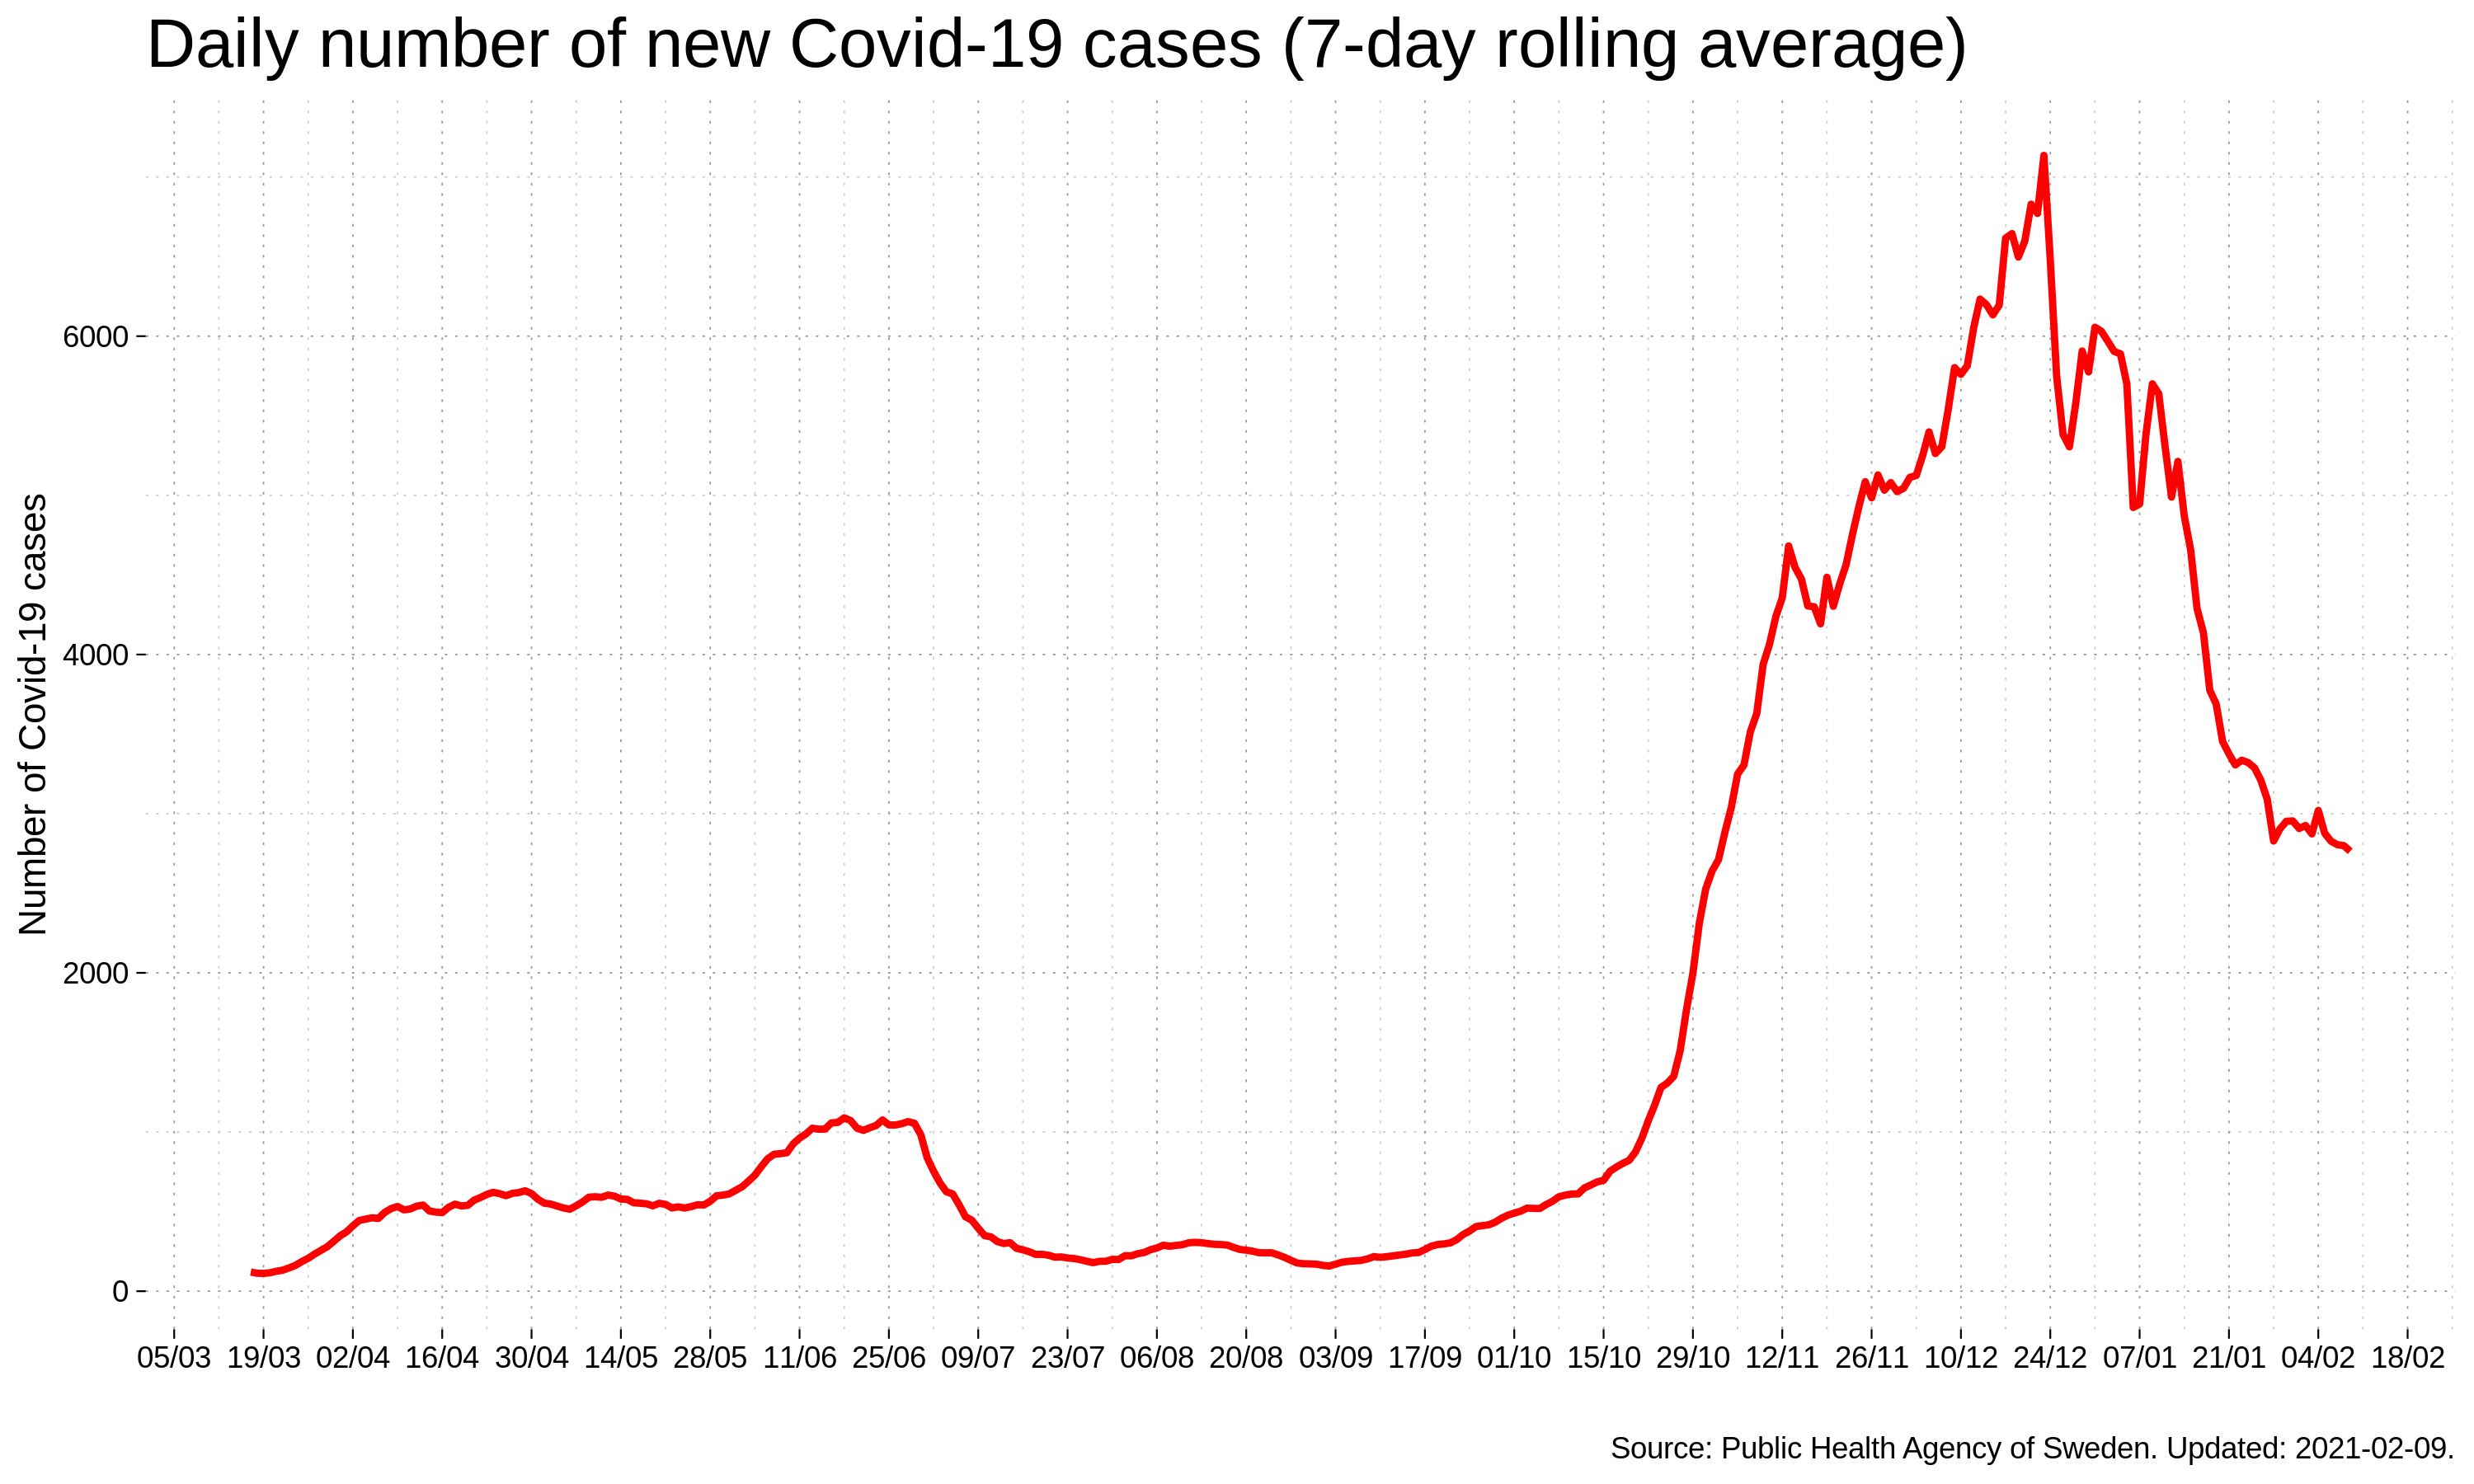 Daily number of new Covid-19 cases (7-day rolling average)
Number of Covid-19 cases
6000
4000
2000
0
05/03 19/03 02/04 16/04 30/04 14/05 28/05 11/06 25/06 09/07 23/07 06/08 20/08 03/09 17/09 01/10 15/10 29/10 12/11 26/11 10/12 24/12 07/01 21/01 04/02 18/02
Source: Public Health Agency of Sweden. Updated: 2021-02-09.